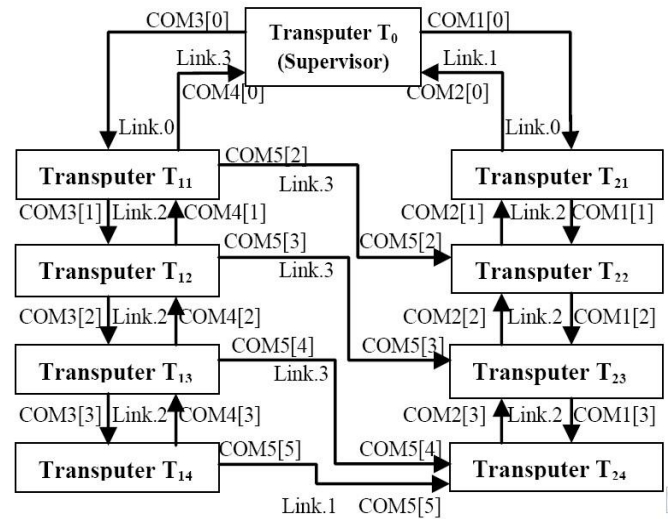 COM3[0]
Transputer T0
COM1[0]
(Supervisor)
Link.3
Link.1
COM4[0]
COM2[0]
Link.0
Link.0
Transputer T11
COM5[2]
Link.3
Transputer T21
COM3[1]
Link.2
COM4[1]
COM2[1]
Link.2
COM1[1]
COM5[3]
COM5[2]
Transputer T12
Link.3
Transputer T22
COM3[2]
Link.2
COM4[2]
COM2[2]
Link.2
COM1[2]
COM5[4]
COM5[3]
Transputer T13
Link.3
Transputer T23
COM3[3]
Link.2
COM4[3]
COM2[3]
Link.2
COM1[3]
COM5[5]
COM5[4]
Transputer T14
Transputer T24
Link.1
COM5[5]